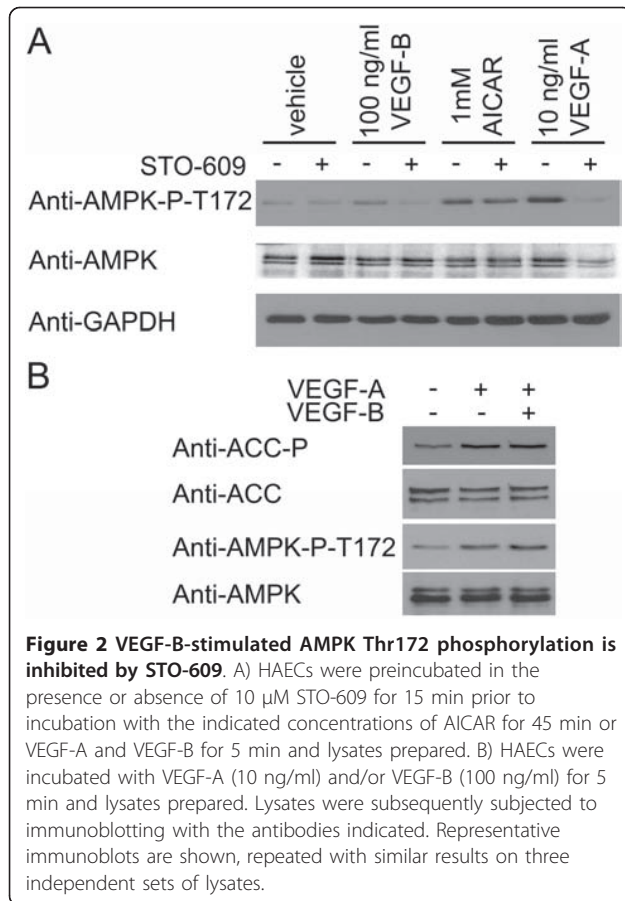 A
vehicle
100 ng/ml
VEGF-B
1mM
AICAR
10 ng/ml
VEGF-A
STO-609 - + - + - + - +
Anti-AMPK-P-T172
Anti-AMPK
Anti-GAPDH
B
VEGF-A - + +
VEGF-B - - +
Anti-ACC-P
Anti-ACC
Anti-AMPK-P-T172
Anti-AMPK
Figure 2 VEGF-B-stimulated AMPK Thr172 phosphorylation is
inhibited by STO-609. A) HAECs were preincubated in the
presence or absence of 10 μM STO-609 for 15 min prior to
incubation with the indicated concentrations of AICAR for 45 min or
VEGF-A and VEGF-B for 5 min and lysates prepared. B) HAECs were
incubated with VEGF-A (10 ng/ml) and/or VEGF-B (100 ng/ml) for 5
min and lysates prepared. Lysates were subsequently subjected to
immunoblotting with the antibodies indicated. Representative
immunoblots are shown, repeated with similar results on three
independent sets of lysates.